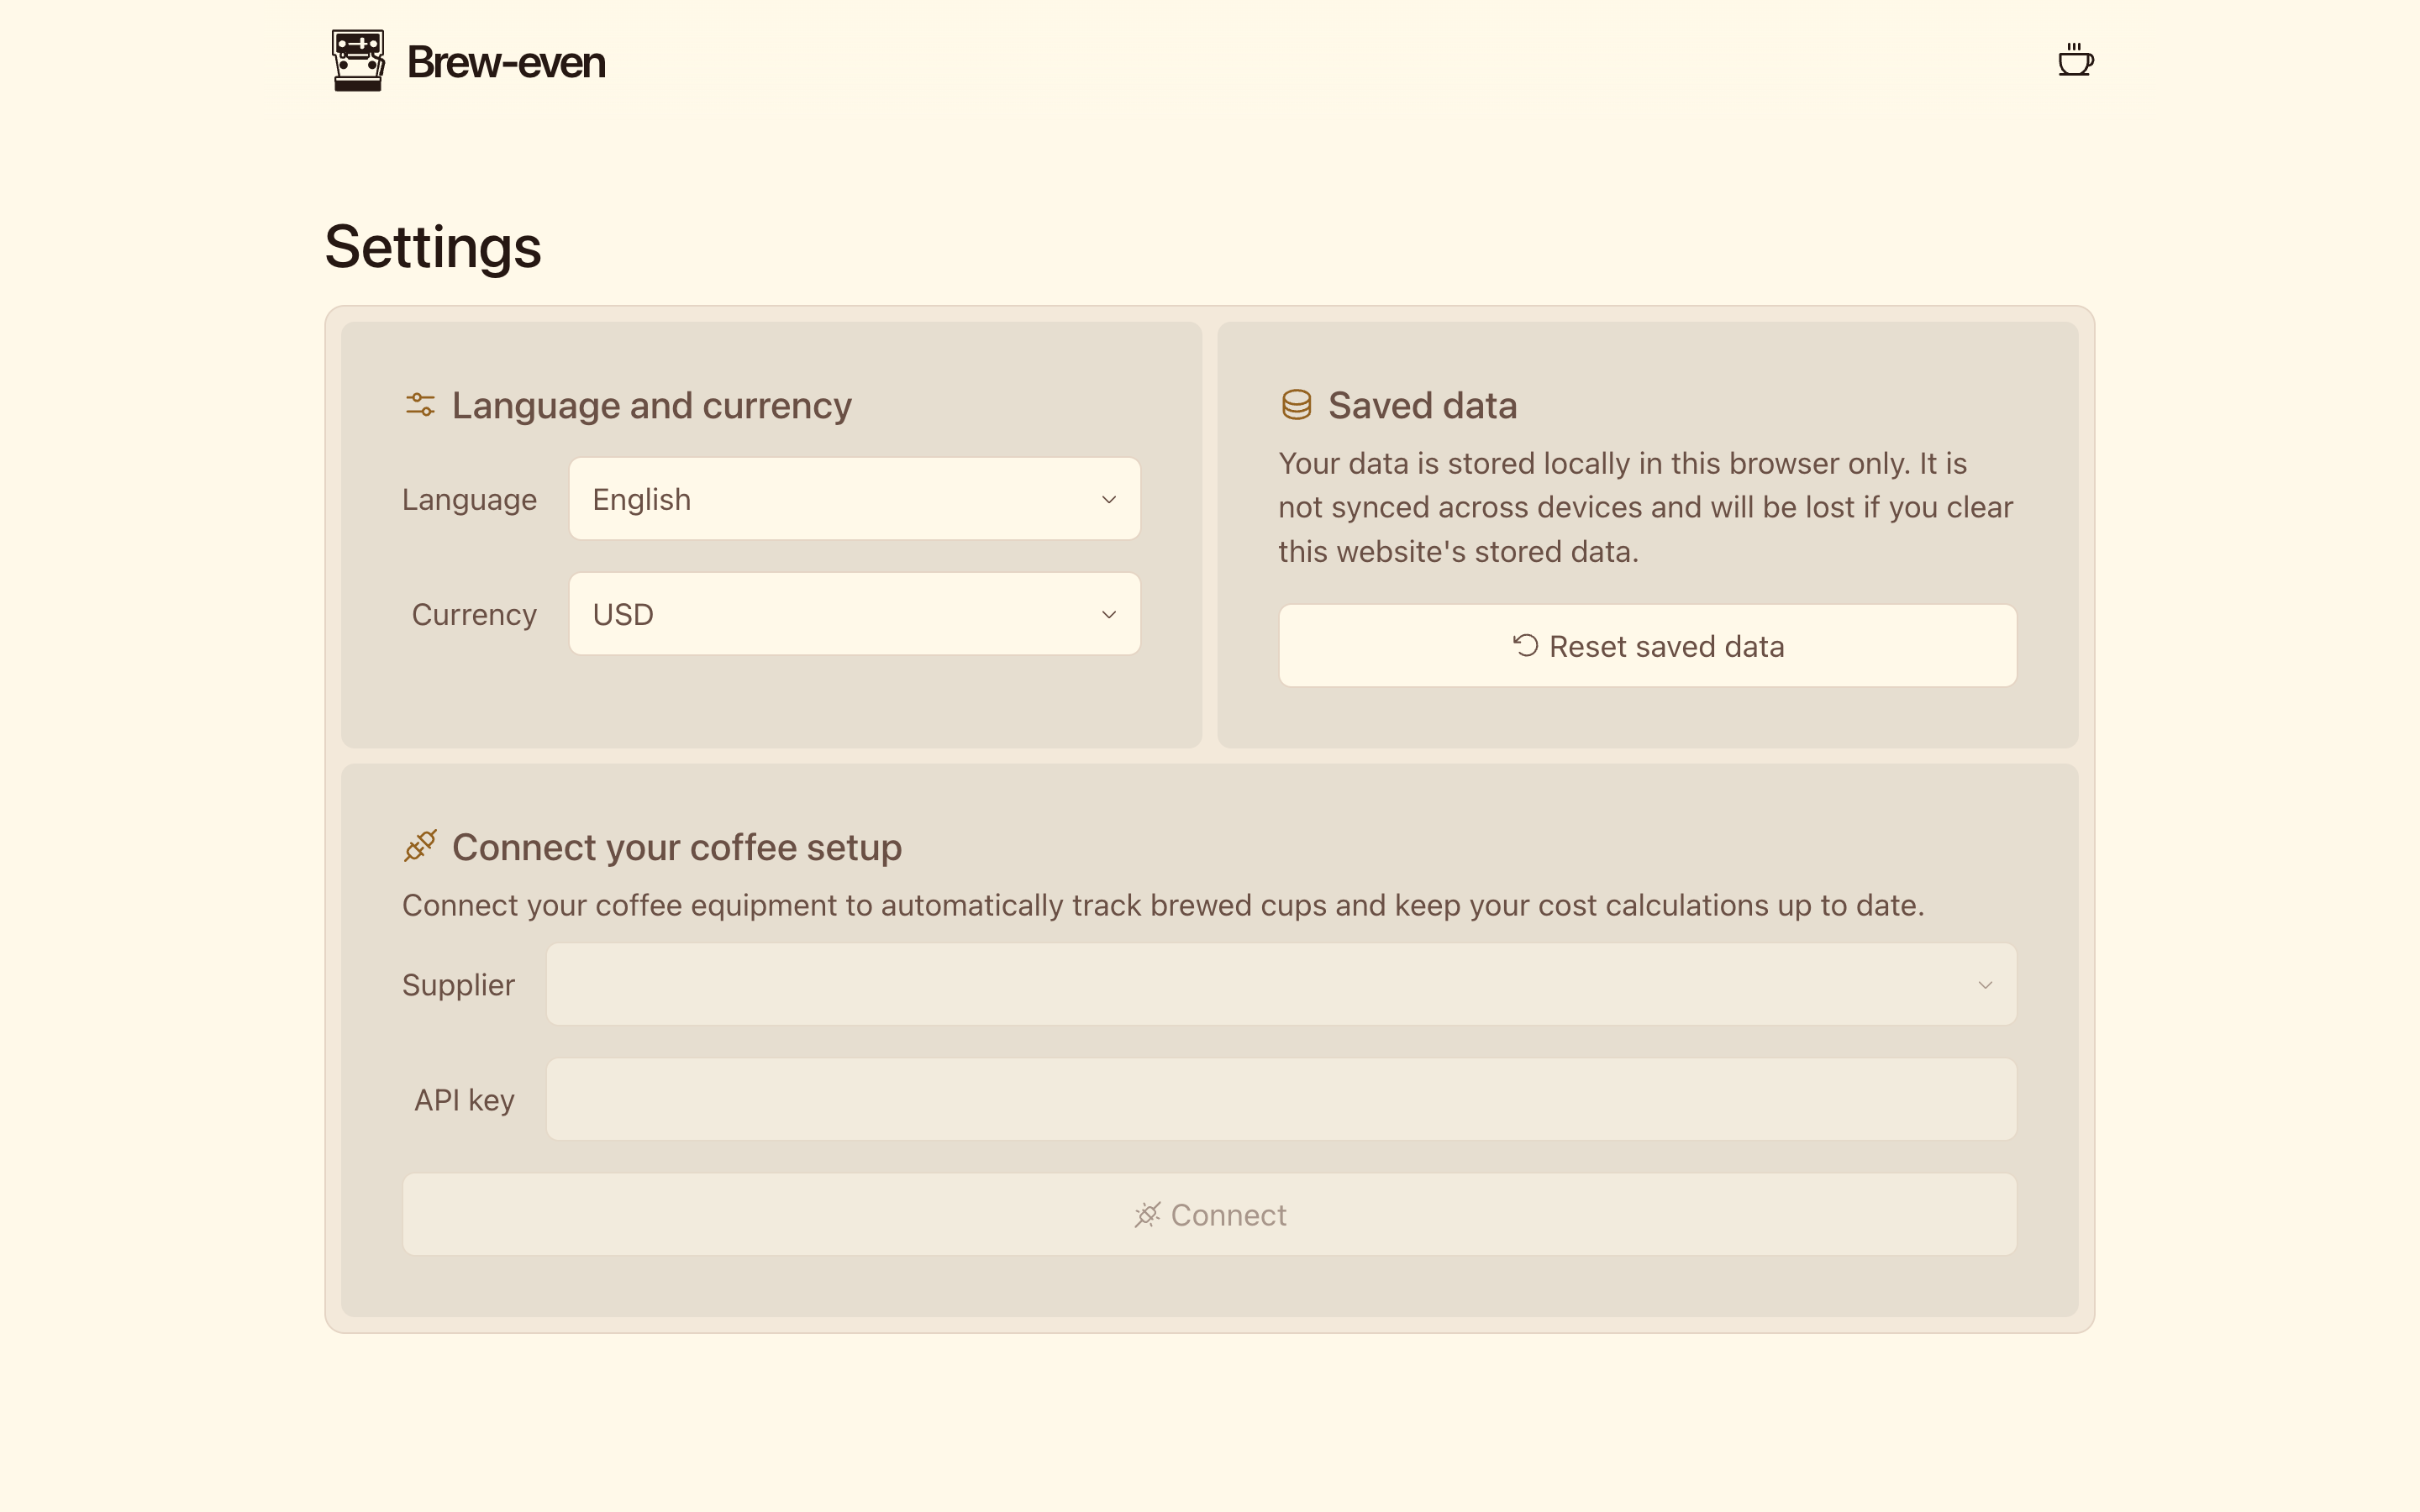 Brew-even
Settings
Language and currency
Language
English
Currency
USD
Saved data
Your data is stored locally in this browser only. It is
not synced across devices and will be lost if you clear
this website's stored data.
Reset saved data
Connect your coffee setup
Connect your coffee equipment to automatically track brewed cups and keep your cost calculations up to date.
Supplier
API key
Connect